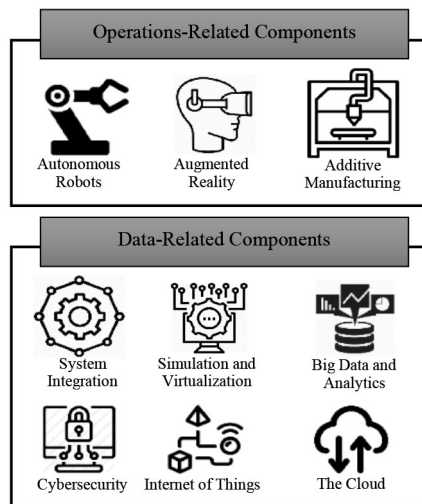 Operations-Related Components
Autonomous
Robots
Augmented
Reality
Additive
Manufacturing
Data-Related Components
System
Integration
Simulation and
Virtualization
Big Data and
Analytics
Cybersecurity
Internet of Things
The Cloud